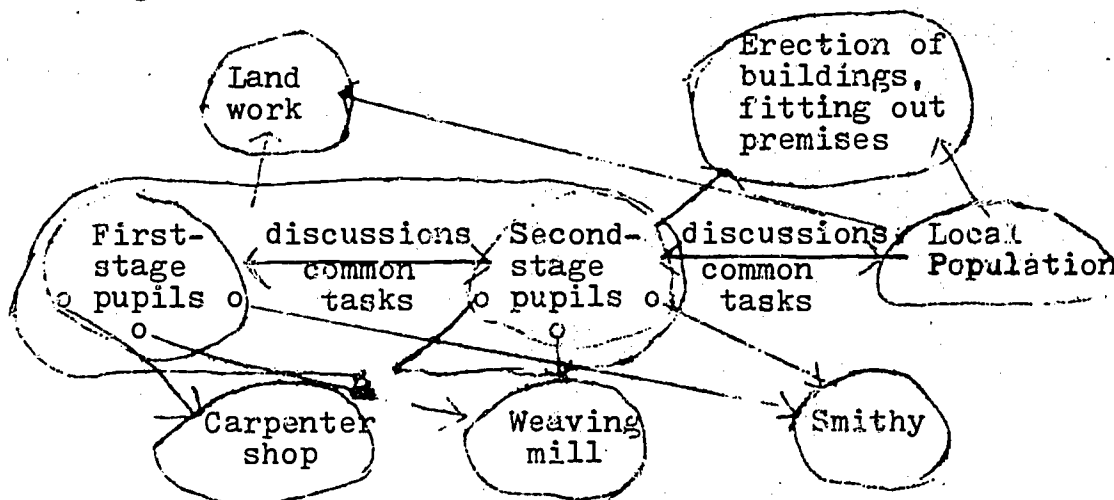 Land
work
Erection of
buildings,
fitting out
premises
First-
stage
pupils
discussions
common
tasks
Second-
stage
pupils
discussions
common
tasks
Local
Population
Carpenter
shop
Weaving
mill
Smithy